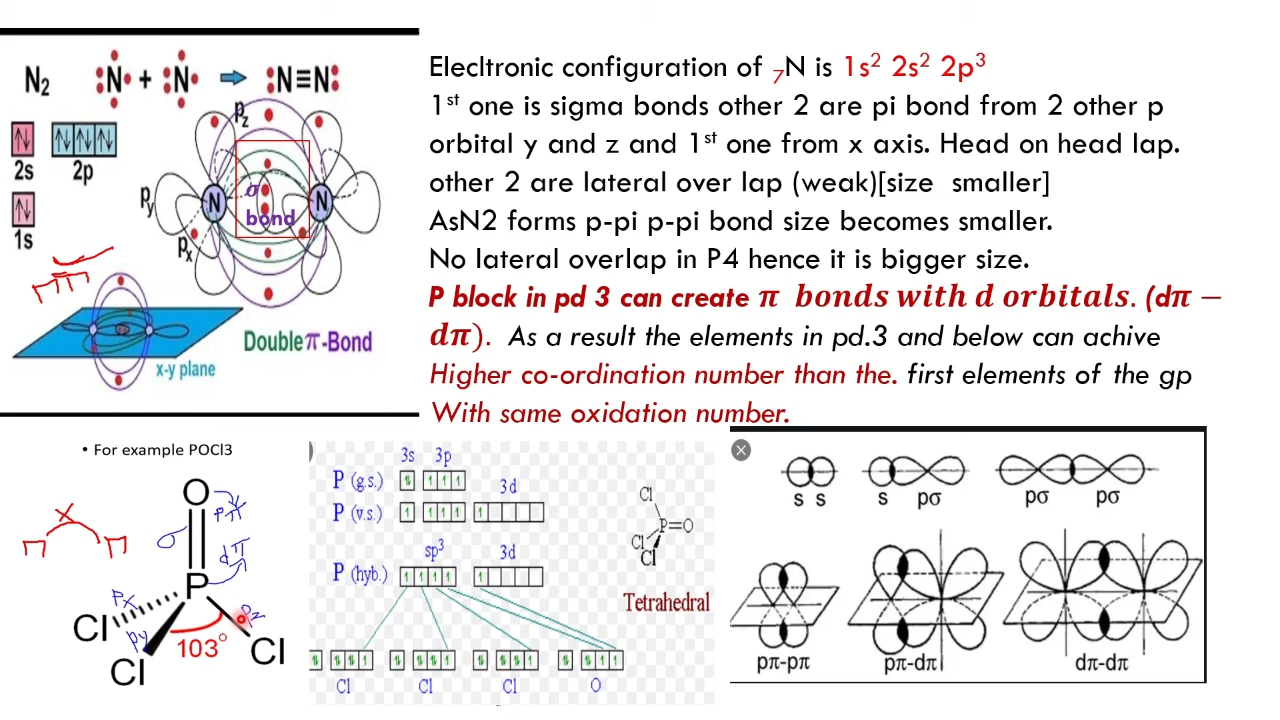 N₂ :N· + ·N: ➡ :N≡N:
p_z
2s 2p
1s
p_y
N
N
σ
bond
p_x
Double π-Bond
x-y plane
Elecltronic configuration of ₇N is 1s² 2s² 2p³
1ˢᵗ one is sigma bonds other 2 are pi bond from 2 other p
orbital y and z and 1ˢᵗ one from x axis. Head on head lap.
other 2 are lateral over lap (weak)[size smaller]
AsN2 forms p-pi p-pi bond size becomes smaller.
No lateral overlap in P4 hence it is bigger size.
P block in pd 3 can create π bonds with d orbitals. (dπ –
dπ). As a result the elements in pd.3 and below can achive
Higher co-ordination number than the. first elements of the gp
With same oxidation number.
• For example POCl3
O
pπ
σ
dπ
P
px
py
pz
Cl
Cl
Cl
103°
3s 3p
P (g.s.)
3d
P (v.s.)
sp³ 3d
P (hyb.)
Cl Cl Cl O
Cl
P=O
Cl
Cl
Tetrahedral
s s
s pσ
pσ pσ
pπ-pπ
pπ-dπ
dπ-dπ